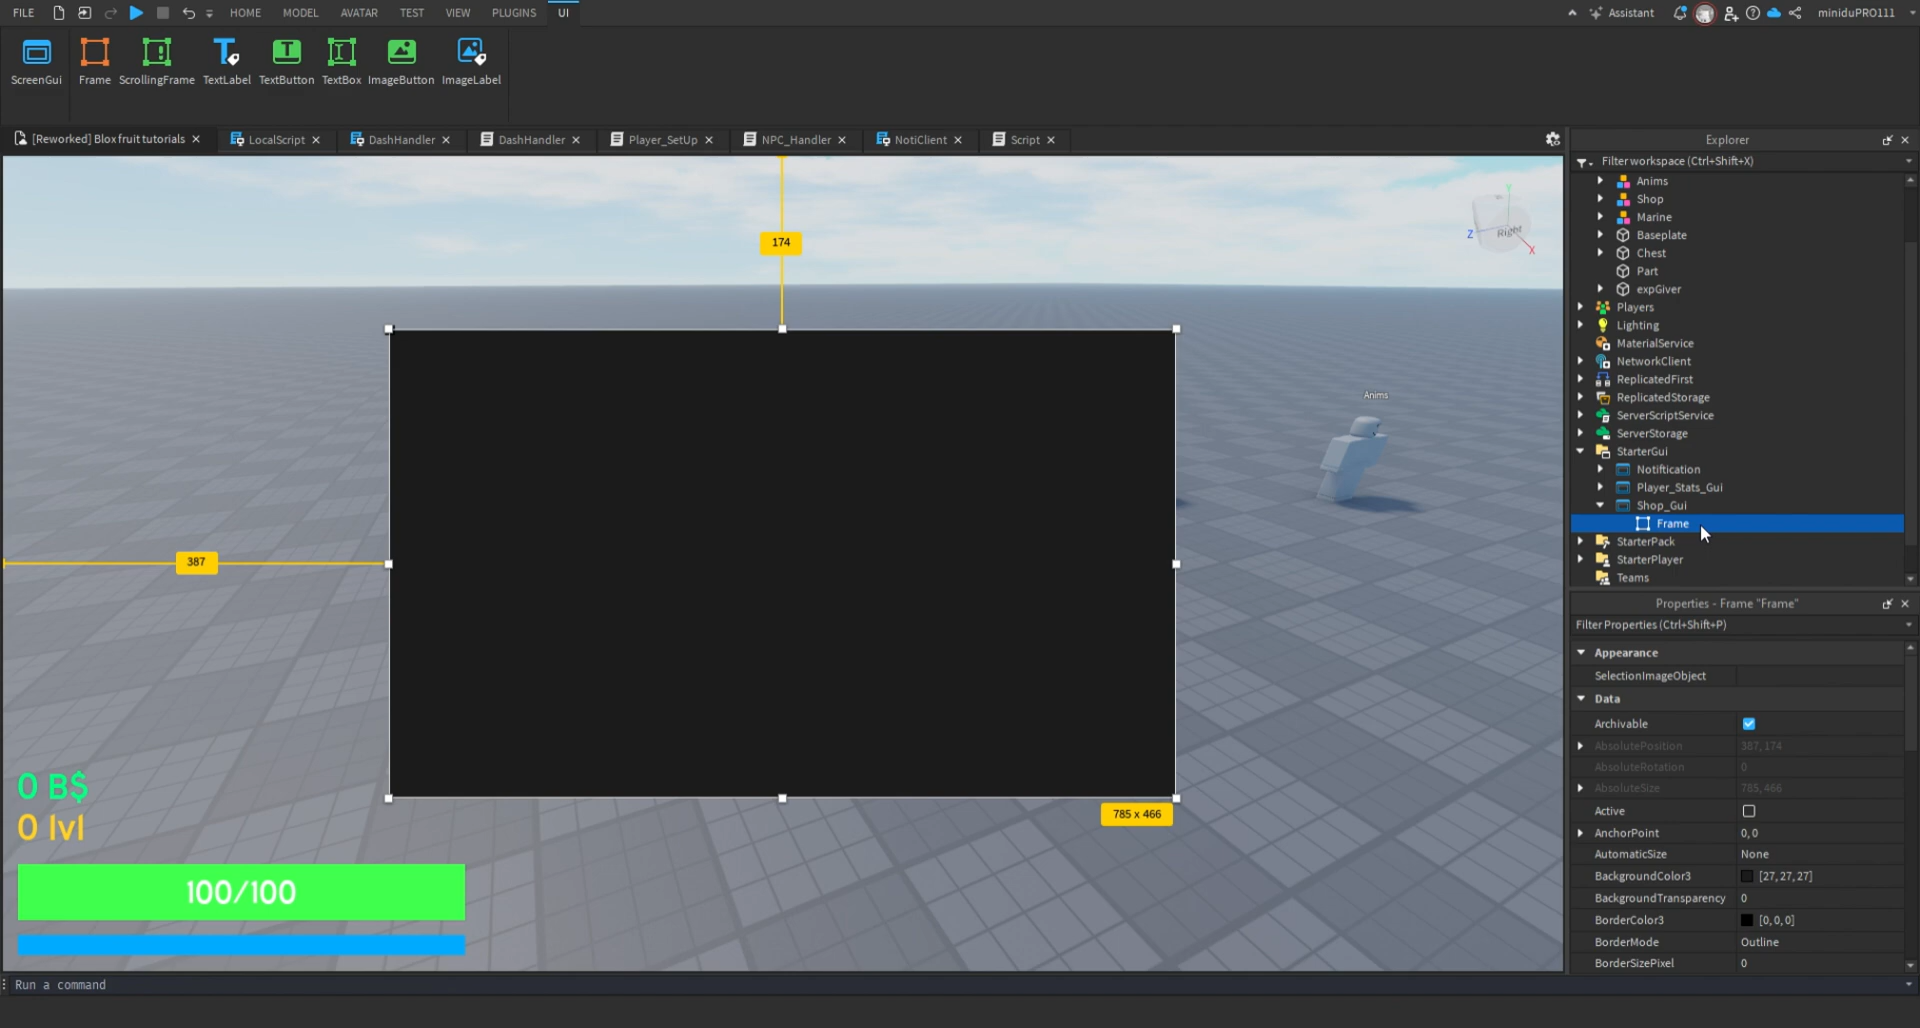 FILE HOME MODEL AVATAR TEST VIEW PLUGINS UI Assistant miniduPRO111
ScreenGui Frame ScrollingFrame TextLabel TextButton TextBox ImageButton ImageLabel
[Reworked] Blox fruit tutorials LocalScript DashHandler DashHandler Player_SetUp NPC_Handler NotiClient Script
Explorer
Filter workspace (Ctrl+Shift+X)
Anims
Shop
Marine
Baseplate
Chest
Part
expGiver
Players
Lighting
MaterialService
NetworkClient
ReplicatedFirst
ReplicatedStorage
ServerScriptService
ServerStorage
StarterGui
Notiftication
Player_Stats_Gui
Shop_Gui
Frame
StarterPack
StarterPlayer
Teams
Properties - Frame "Frame"
Filter Properties (Ctrl+Shift+P)
Appearance
SelectionImageObject
Data
Archivable
AbsolutePosition 387, 174
AbsoluteRotation 0
AbsoluteSize 785, 466
Active
AnchorPoint 0, 0
AutomaticSize None
BackgroundColor3 [27, 27, 27]
BackgroundTransparency 0
BorderColor3 [0, 0, 0]
BorderMode Outline
BorderSizePixel 0
174
Y
Z
Right
X
Anims
387
785 x 466
0 B$
0 lvl
100/100
Run a command